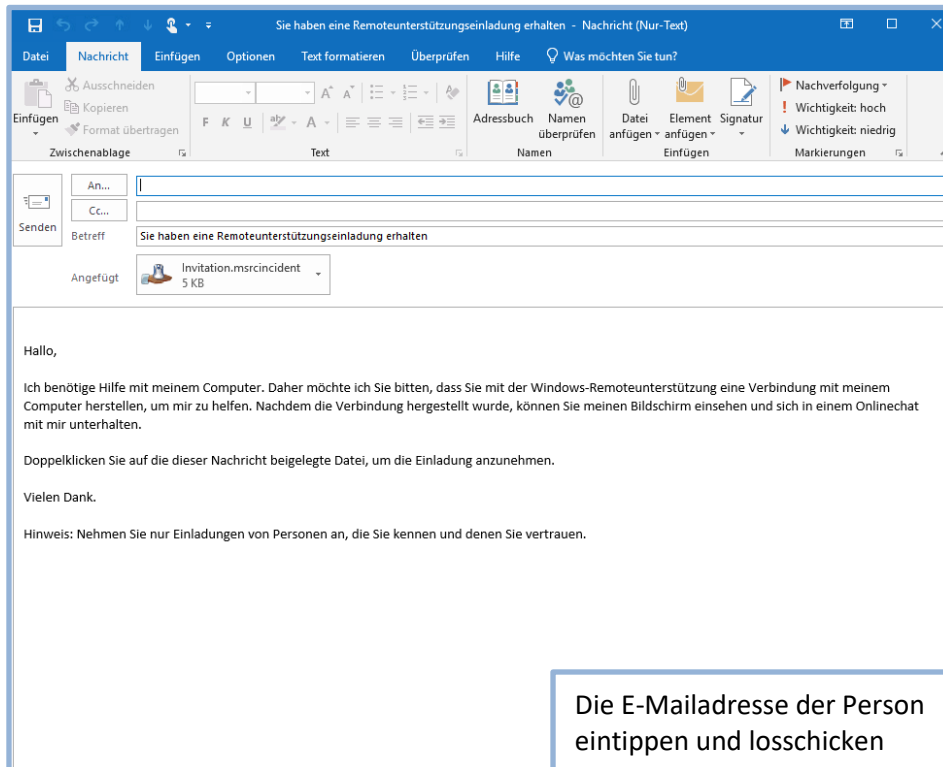 Sie haben eine Remoteunterstützungseinladung erhalten - Nachricht (Nur-Text)
Datei Nachricht Einfügen Optionen Text formatieren Überprüfen Hilfe Was möchten Sie tun?
Einfügen
Ausschneiden
Kopieren
Format übertragen
Zwischenablage
F K U
Text
Adressbuch
Namen
überprüfen
Namen
Datei
anfügen
Element
anfügen
Signatur
Einfügen
Nachverfolgung
Wichtigkeit: hoch
Wichtigkeit: niedrig
Markierungen
Senden
An...
Cc...
Betreff Sie haben eine Remoteunterstützungseinladung erhalten
Angefügt
Invitation.msrcincident
5 KB
Hallo,
Ich benötige Hilfe mit meinem Computer. Daher möchte ich Sie bitten, dass Sie mit der Windows-Remoteunterstützung eine Verbindung mit meinem
Computer herstellen, um mir zu helfen. Nachdem die Verbindung hergestellt wurde, können Sie meinen Bildschirm einsehen und sich in einem Onlinechat
mit mir unterhalten.
Doppelklicken Sie auf die dieser Nachricht beigelegte Datei, um die Einladung anzunehmen.
Vielen Dank.
Hinweis: Nehmen Sie nur Einladungen von Personen an, die Sie kennen und denen Sie vertrauen.
Die E-Mailadresse der Person
eintippen und losschicken